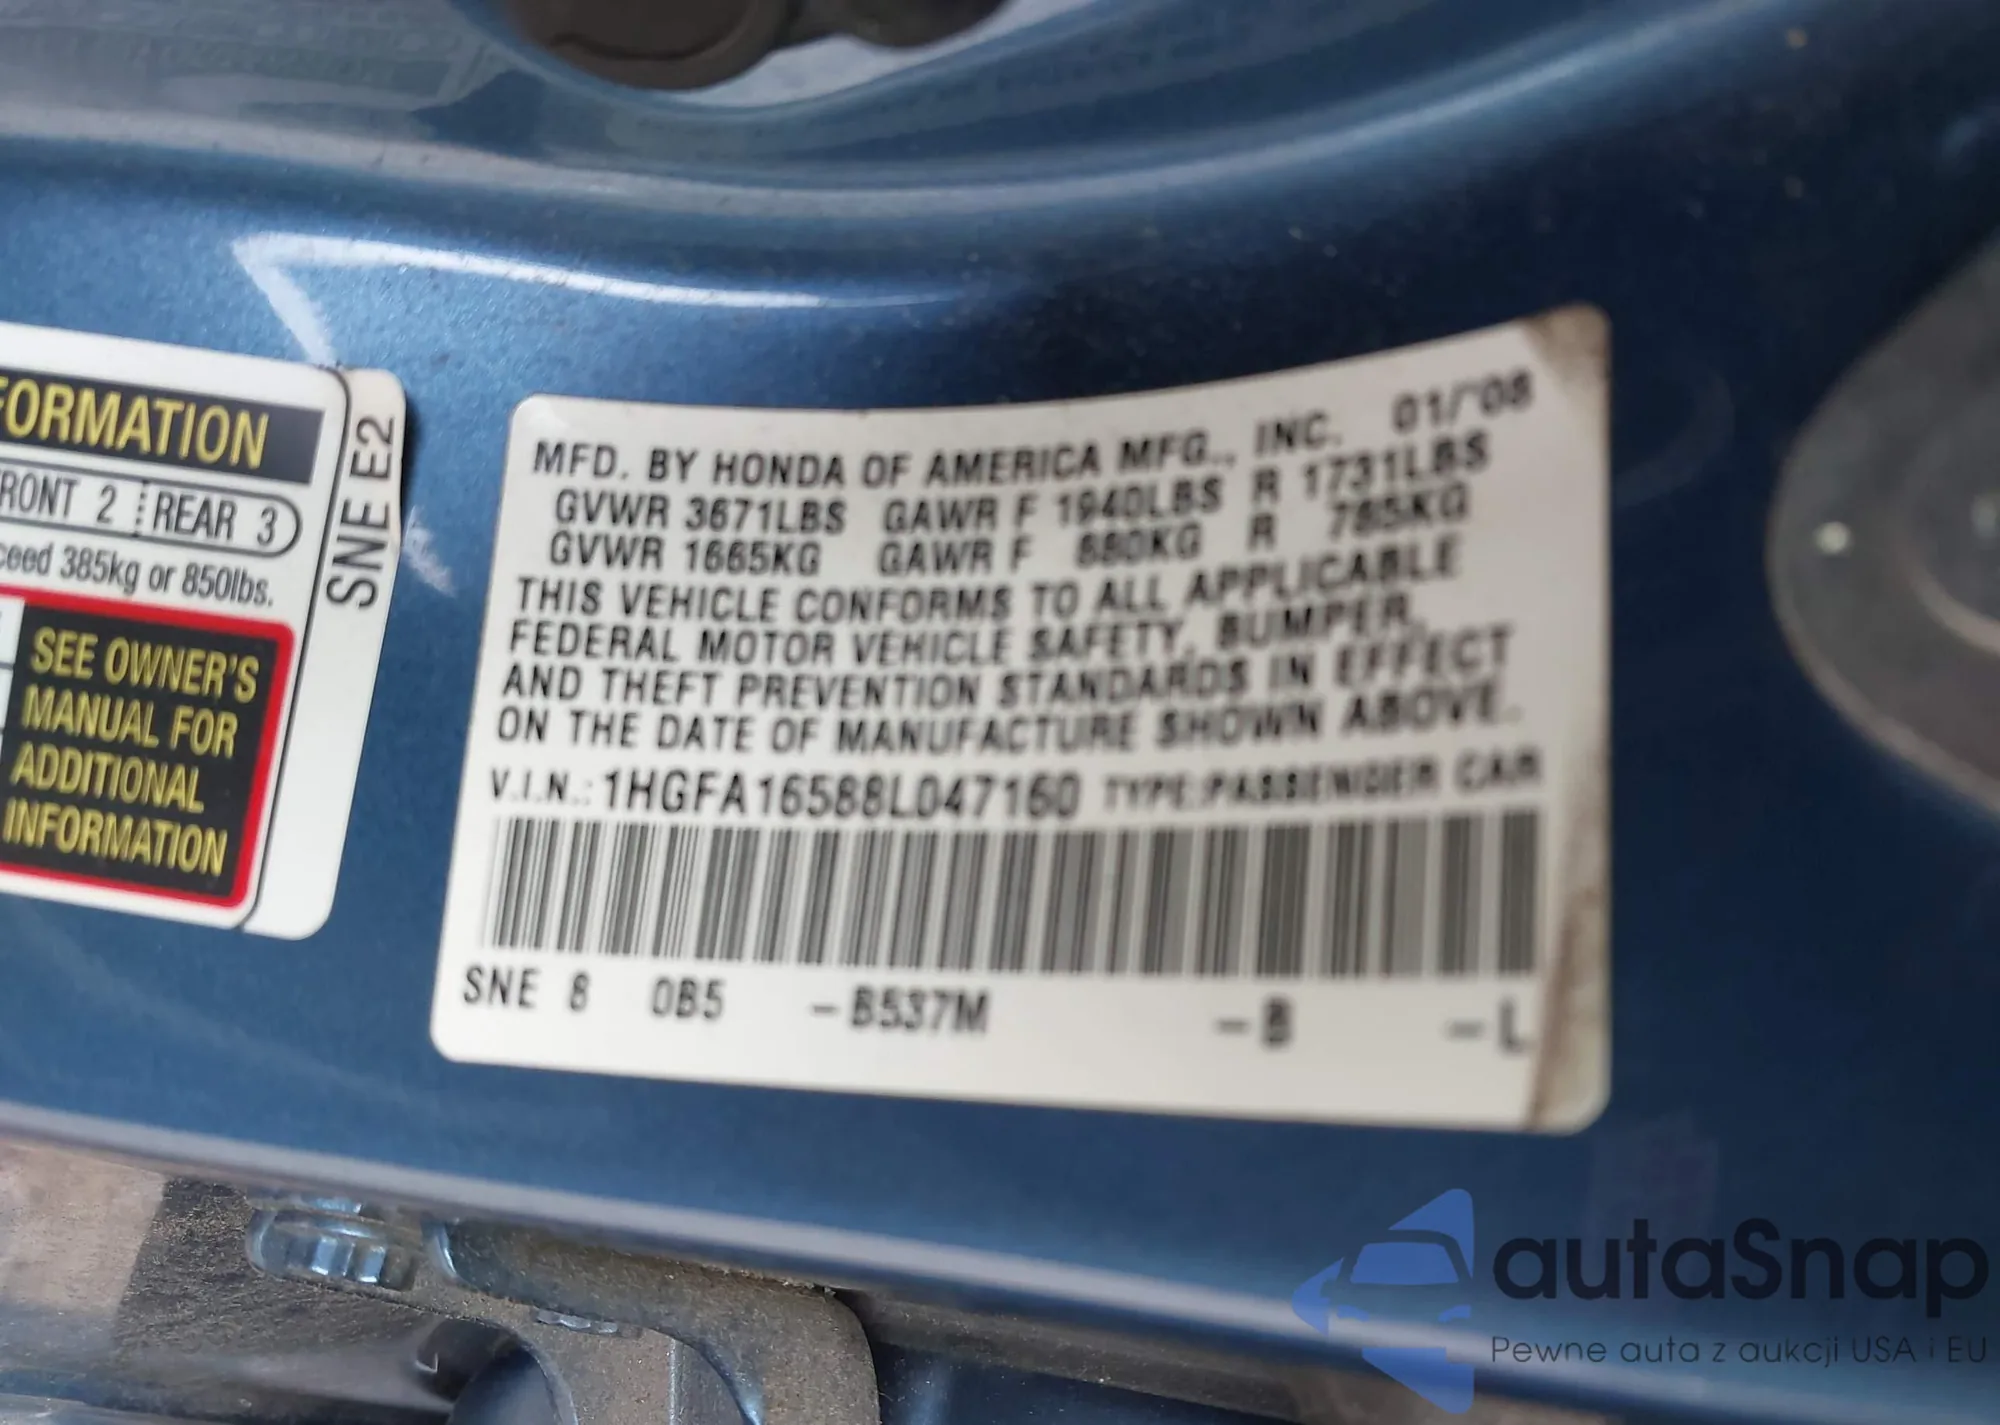 FORMATION
FRONT 2 REAR 3
ceed 385kg or 850lbs.
SEE OWNER'S
MANUAL FOR
ADDITIONAL
INFORMATION
SNE E2
MFD. BY HONDA OF AMERICA MFG., INC. 01/'08
GVWR 3671LBS GAWR F 1940LBS R 1731LBS
GVWR 1665KG GAWR F 880KG R 785KG
THIS VEHICLE CONFORMS TO ALL APPLICABLE
FEDERAL MOTOR VEHICLE SAFETY, BUMPER,
AND THEFT PREVENTION STANDARDS IN EFFECT
ON THE DATE OF MANUFACTURE SHOWN ABOVE.
V.I.N.: 1HGFA16588L047160 TYPE:PASSENGER CAR
SNE 8 0B5 -B537M -B -L
autaSnap
Pewne auta z aukcji USA i EU